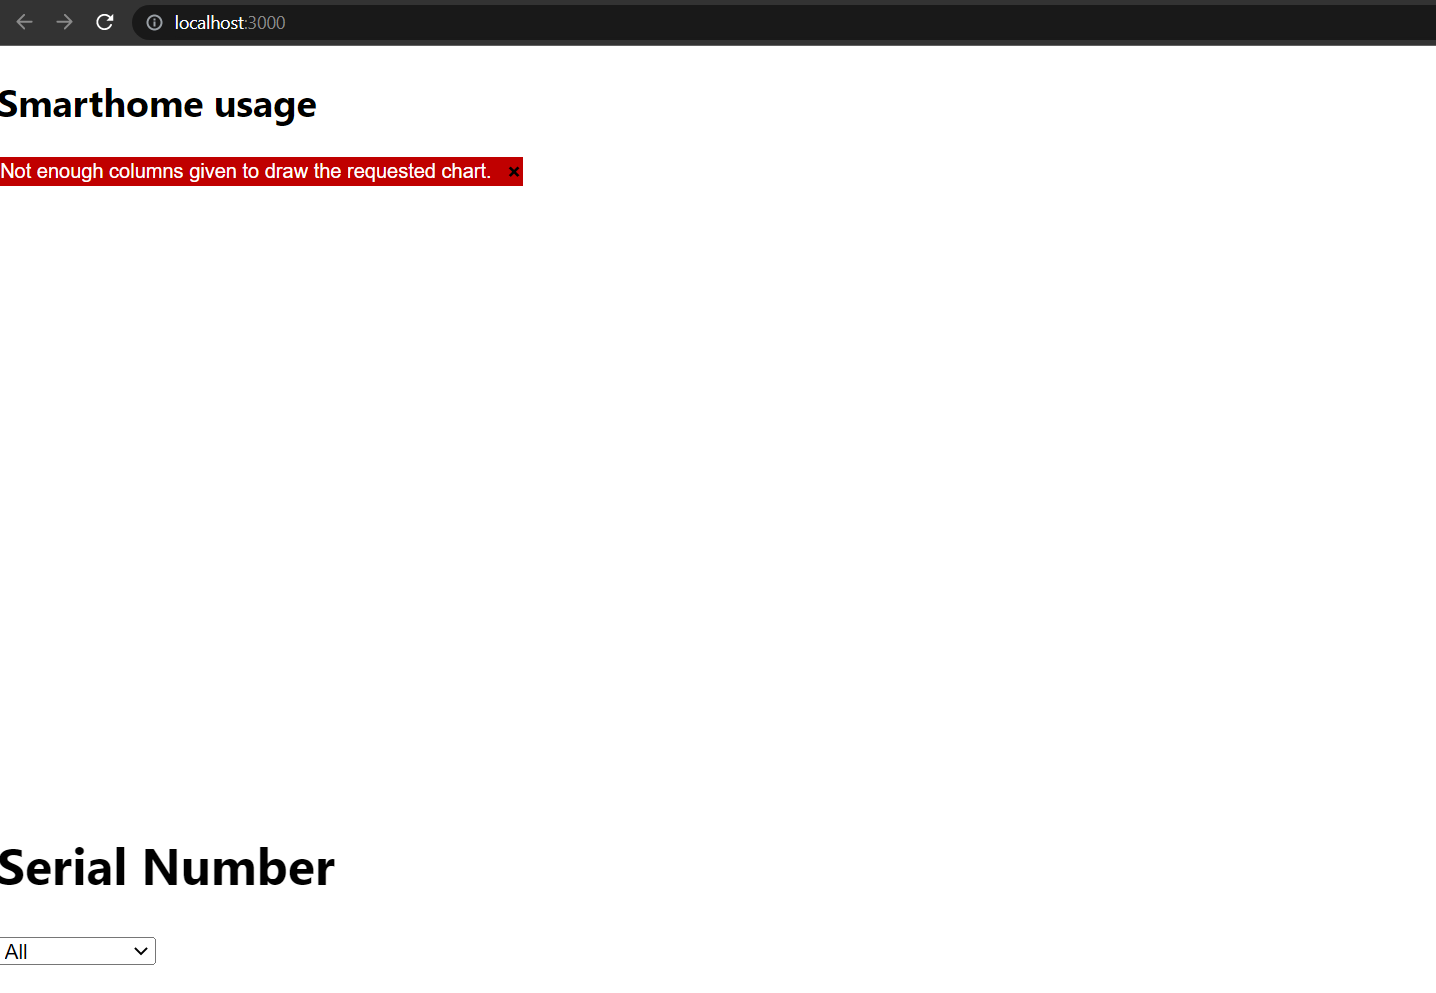 localhost:3000
Smarthome usage
Not enough columns given to draw the requested chart. ×
Serial Number
All